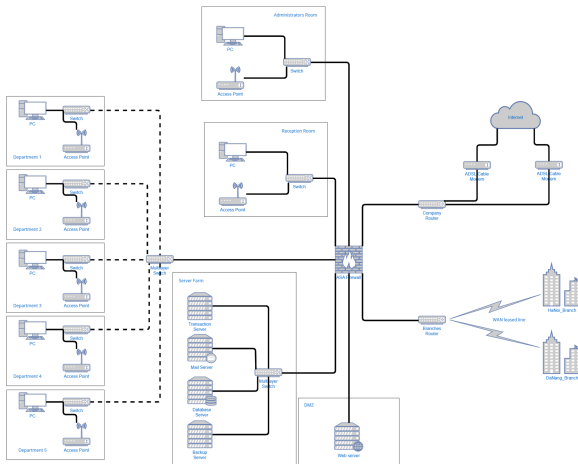 Administrators Room
PC
Switch
Access Point
Reception Room
PC
Switch
Access Point
PC
Switch
Department 1
Access Point
PC
Switch
Department 2
Access Point
PC
Switch
Department 3
Access Point
PC
Switch
Department 4
Access Point
PC
Switch
Department 5
Access Point
Multilayer
Switch
Server Farm
Transaction
Server
Mail Server
Database
Server
Backup
Server
Multilayer
Switch
ASA Firewall
DMZ
Web server
Internet
ADSL/Cable
Modem
ADSL/Cable
Modem
Company
Router
Branches
Router
WAN leased line
HaNoi_Branch
DaNang_Branch